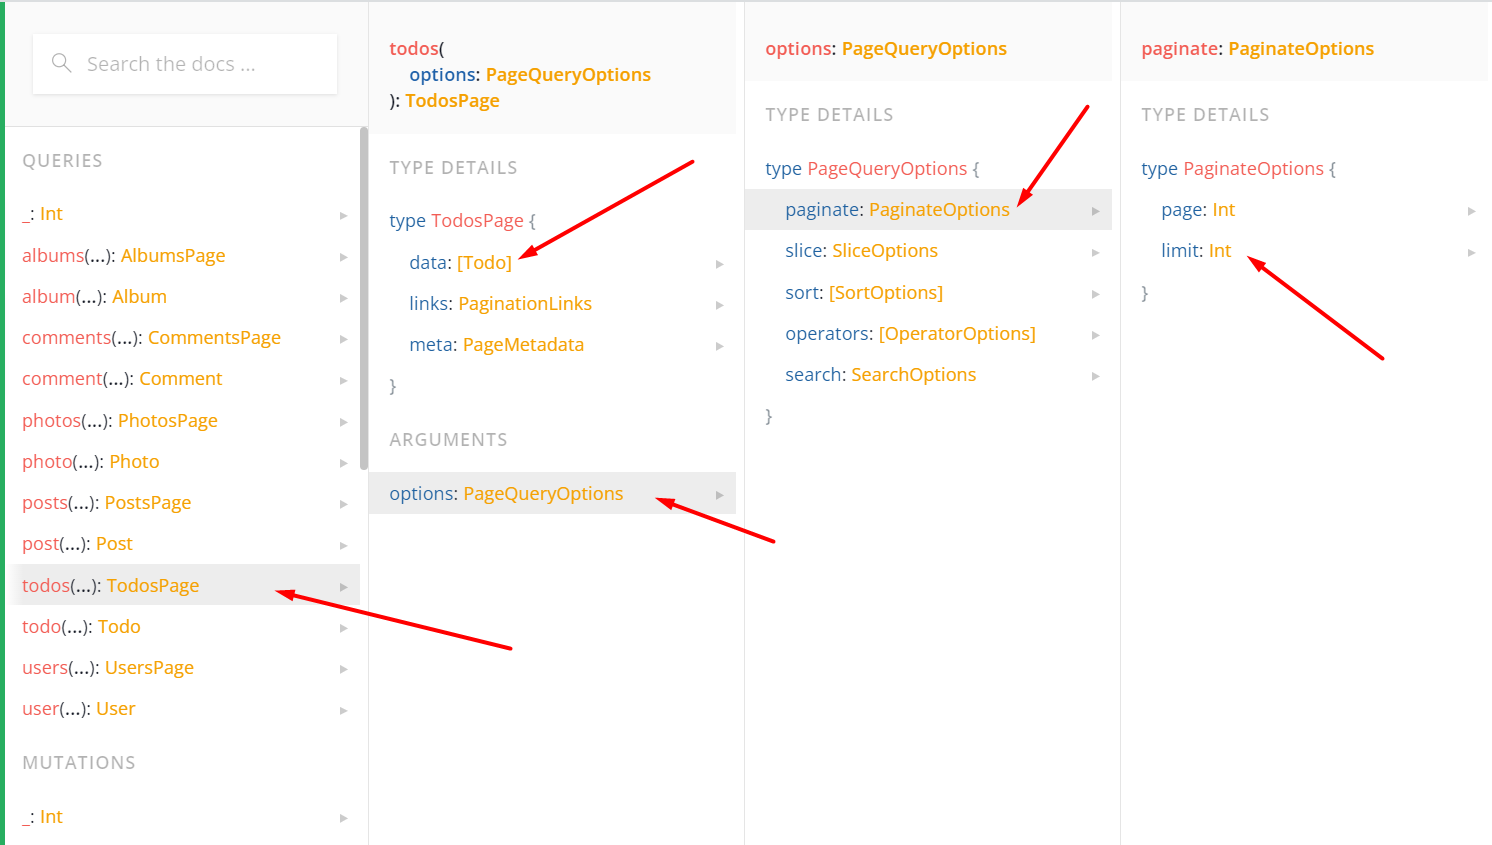 Search the docs ...
QUERIES
_: Int
albums(...): AlbumsPage
album(...): Album
comments(...): CommentsPage
comment(...): Comment
photos(...): PhotosPage
photo(...): Photo
posts(...): PostsPage
post(...): Post
todos(...): TodosPage
todo(...): Todo
users(...): UsersPage
user(...): User
MUTATIONS
_: Int
todos(
options: PageQueryOptions
): TodosPage
TYPE DETAILS
type TodosPage {
data: [Todo]
links: PaginationLinks
meta: PageMetadata
}
ARGUMENTS
options: PageQueryOptions
options: PageQueryOptions
TYPE DETAILS
type PageQueryOptions {
paginate: PaginateOptions
slice: SliceOptions
sort: [SortOptions]
operators: [OperatorOptions]
search: SearchOptions
}
paginate: PaginateOptions
TYPE DETAILS
type PaginateOptions {
page: Int
limit: Int
}